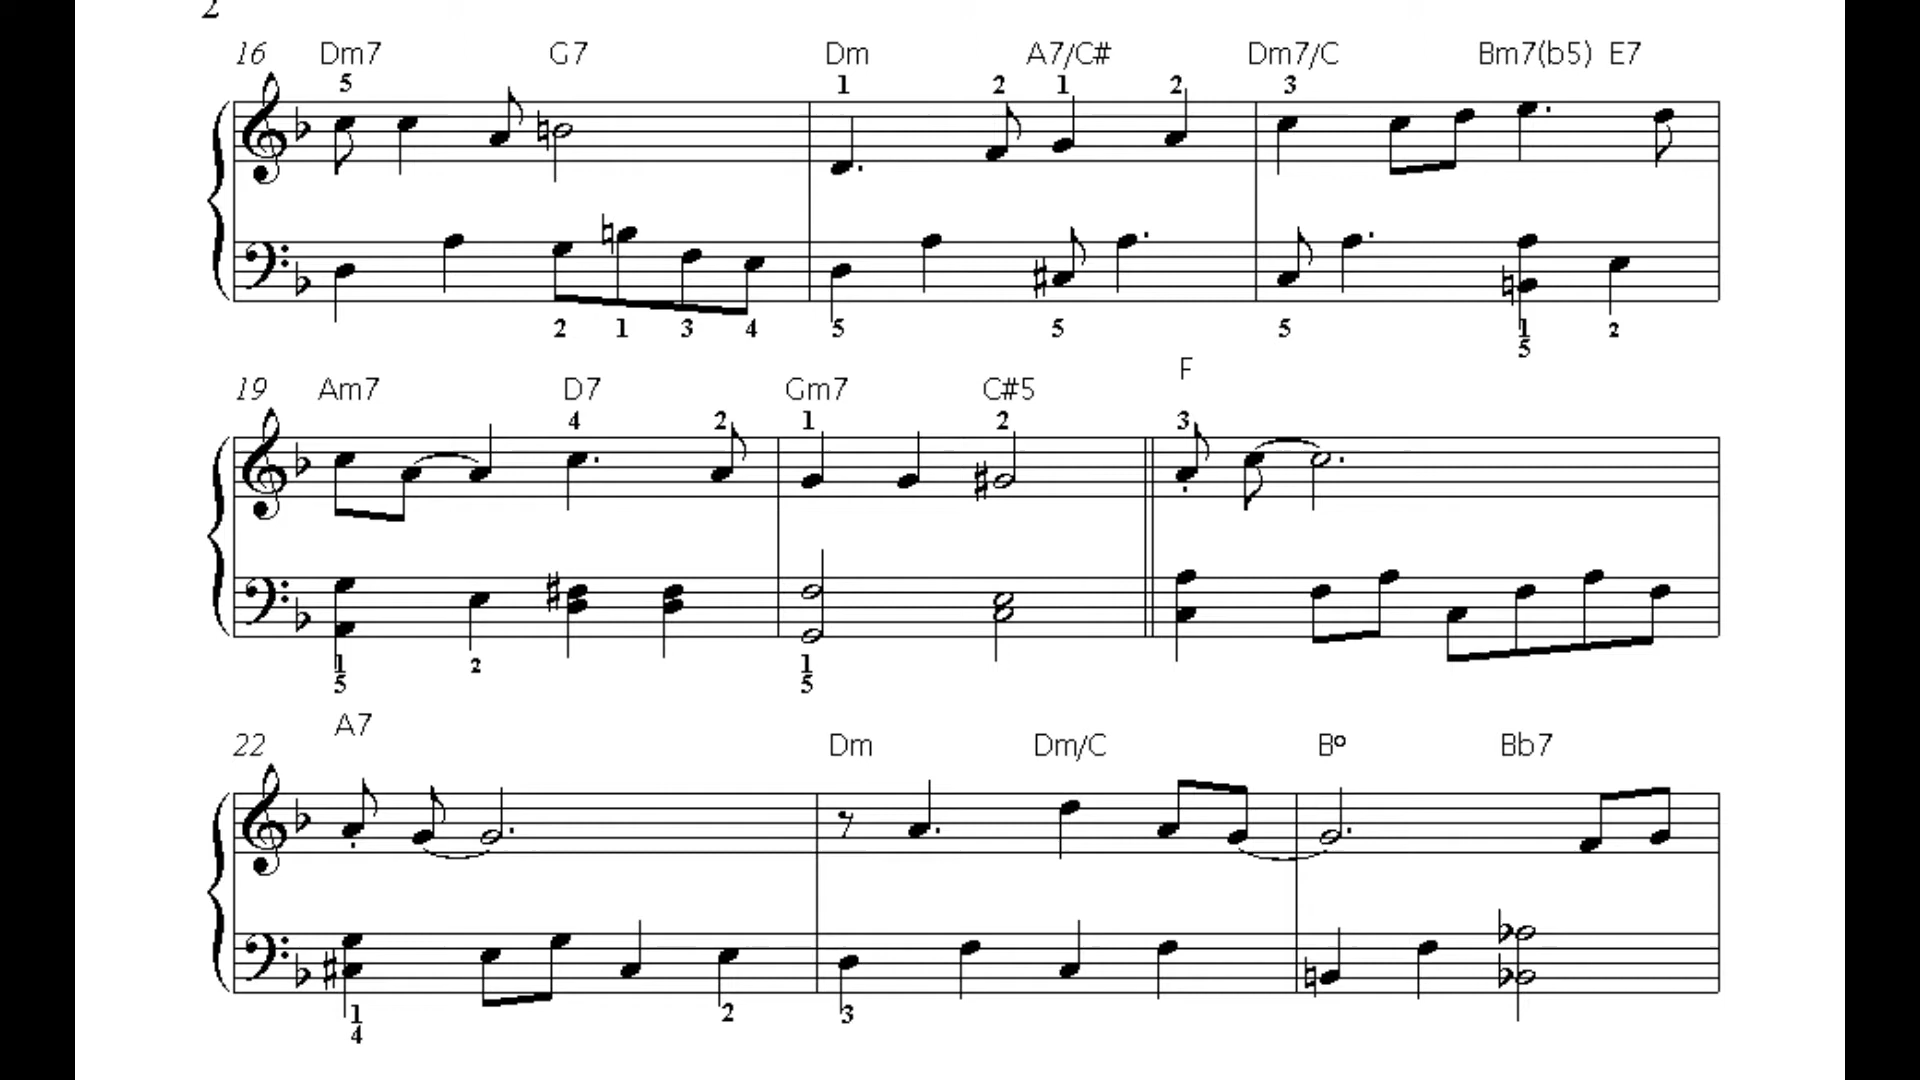 2
16 Dm7 G7 Dm A7/C# Dm7/C Bm7(b5) E7
5 1 2 1 2 3
2 1 3 4 5 5 5 1 2
5
F
19 Am7 D7 Gm7 C#5
4 2 1 2 3
1 2 1
5 5
A7
22 Dm Dm/C Bº Bb7
1 2 3
4